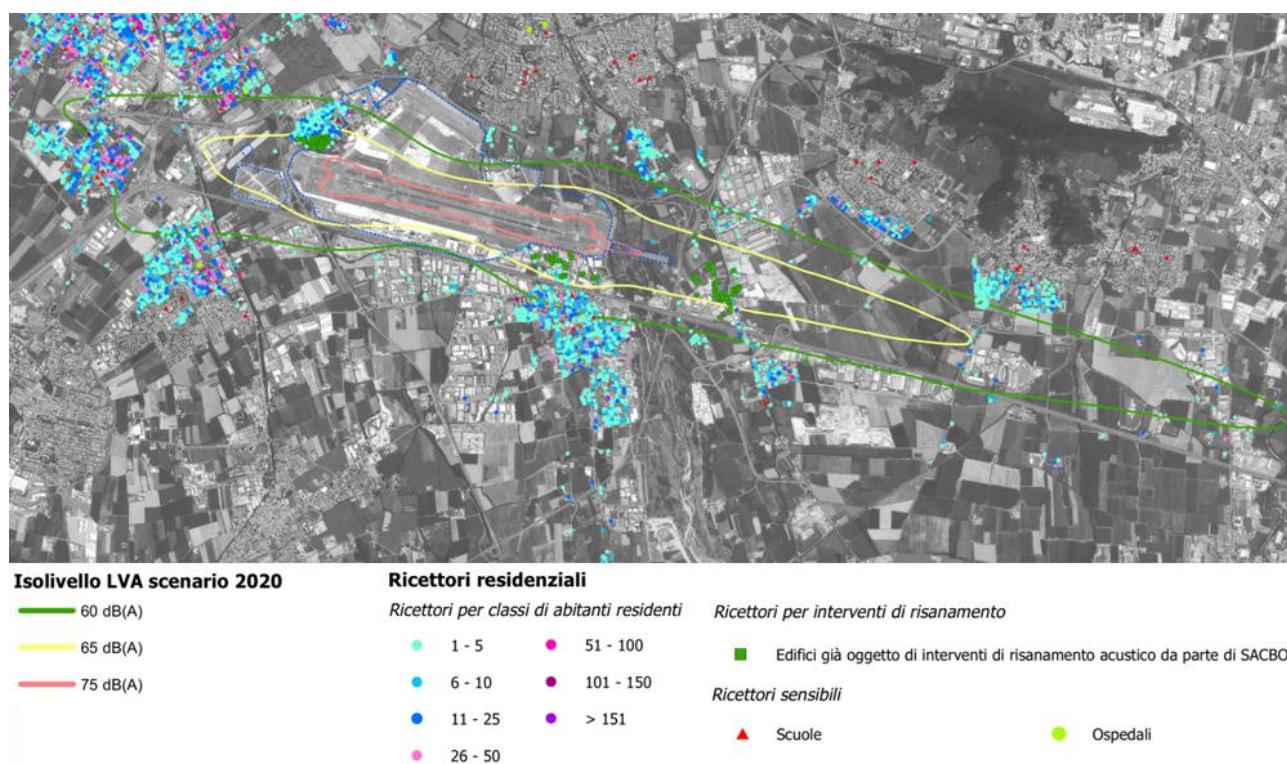 Isolivello LVA scenario 2020
60 dB(A)
65 dB(A)
75 dB(A)
Ricettori residenziali
Ricettori per classi di abitanti residenti
1 - 5
6 - 10
11 - 25
26 - 50
51 - 100
101 - 150
> 151
Ricettori per interventi di risanamento
Edifici già oggetto di interventi di risanamento acustico da parte di SACBO
Ricettori sensibili
Scuole
Ospedali